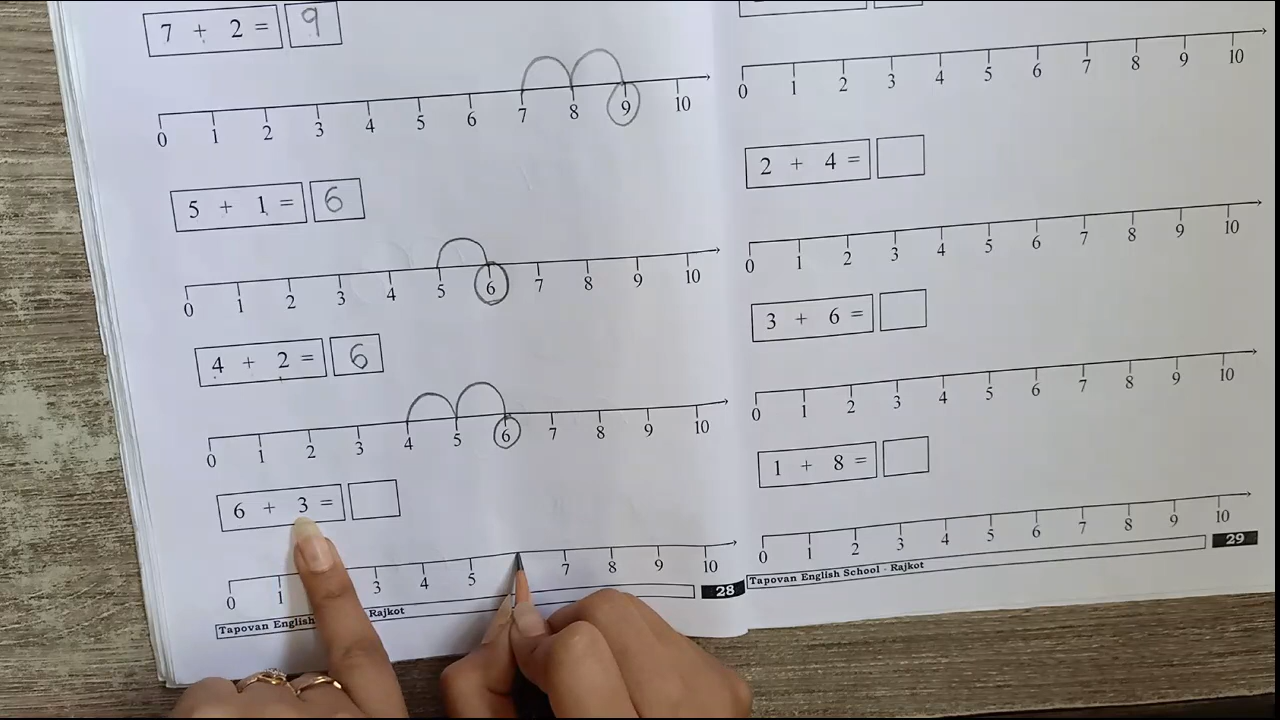 7 + 2 = 9
0 1 2 3 4 5 6 7 8 9 10
5 + 1 = 6
0 1 2 3 4 5 6 7 8 9 10
4 + 2 = 6
0 1 2 3 4 5 6 7 8 9 10
6 + 3 =
0 1 3 4 5 7 8 9 10
Tapovan English Rajkot
28
0 1 2 3 4 5 6 7 8 9 10
2 + 4 =
0 1 2 3 4 5 6 7 8 9 10
3 + 6 =
0 1 2 3 4 5 6 7 8 9 10
1 + 8 =
0 1 2 3 4 5 6 7 8 9 10
Tapovan English School - Rajkot
29